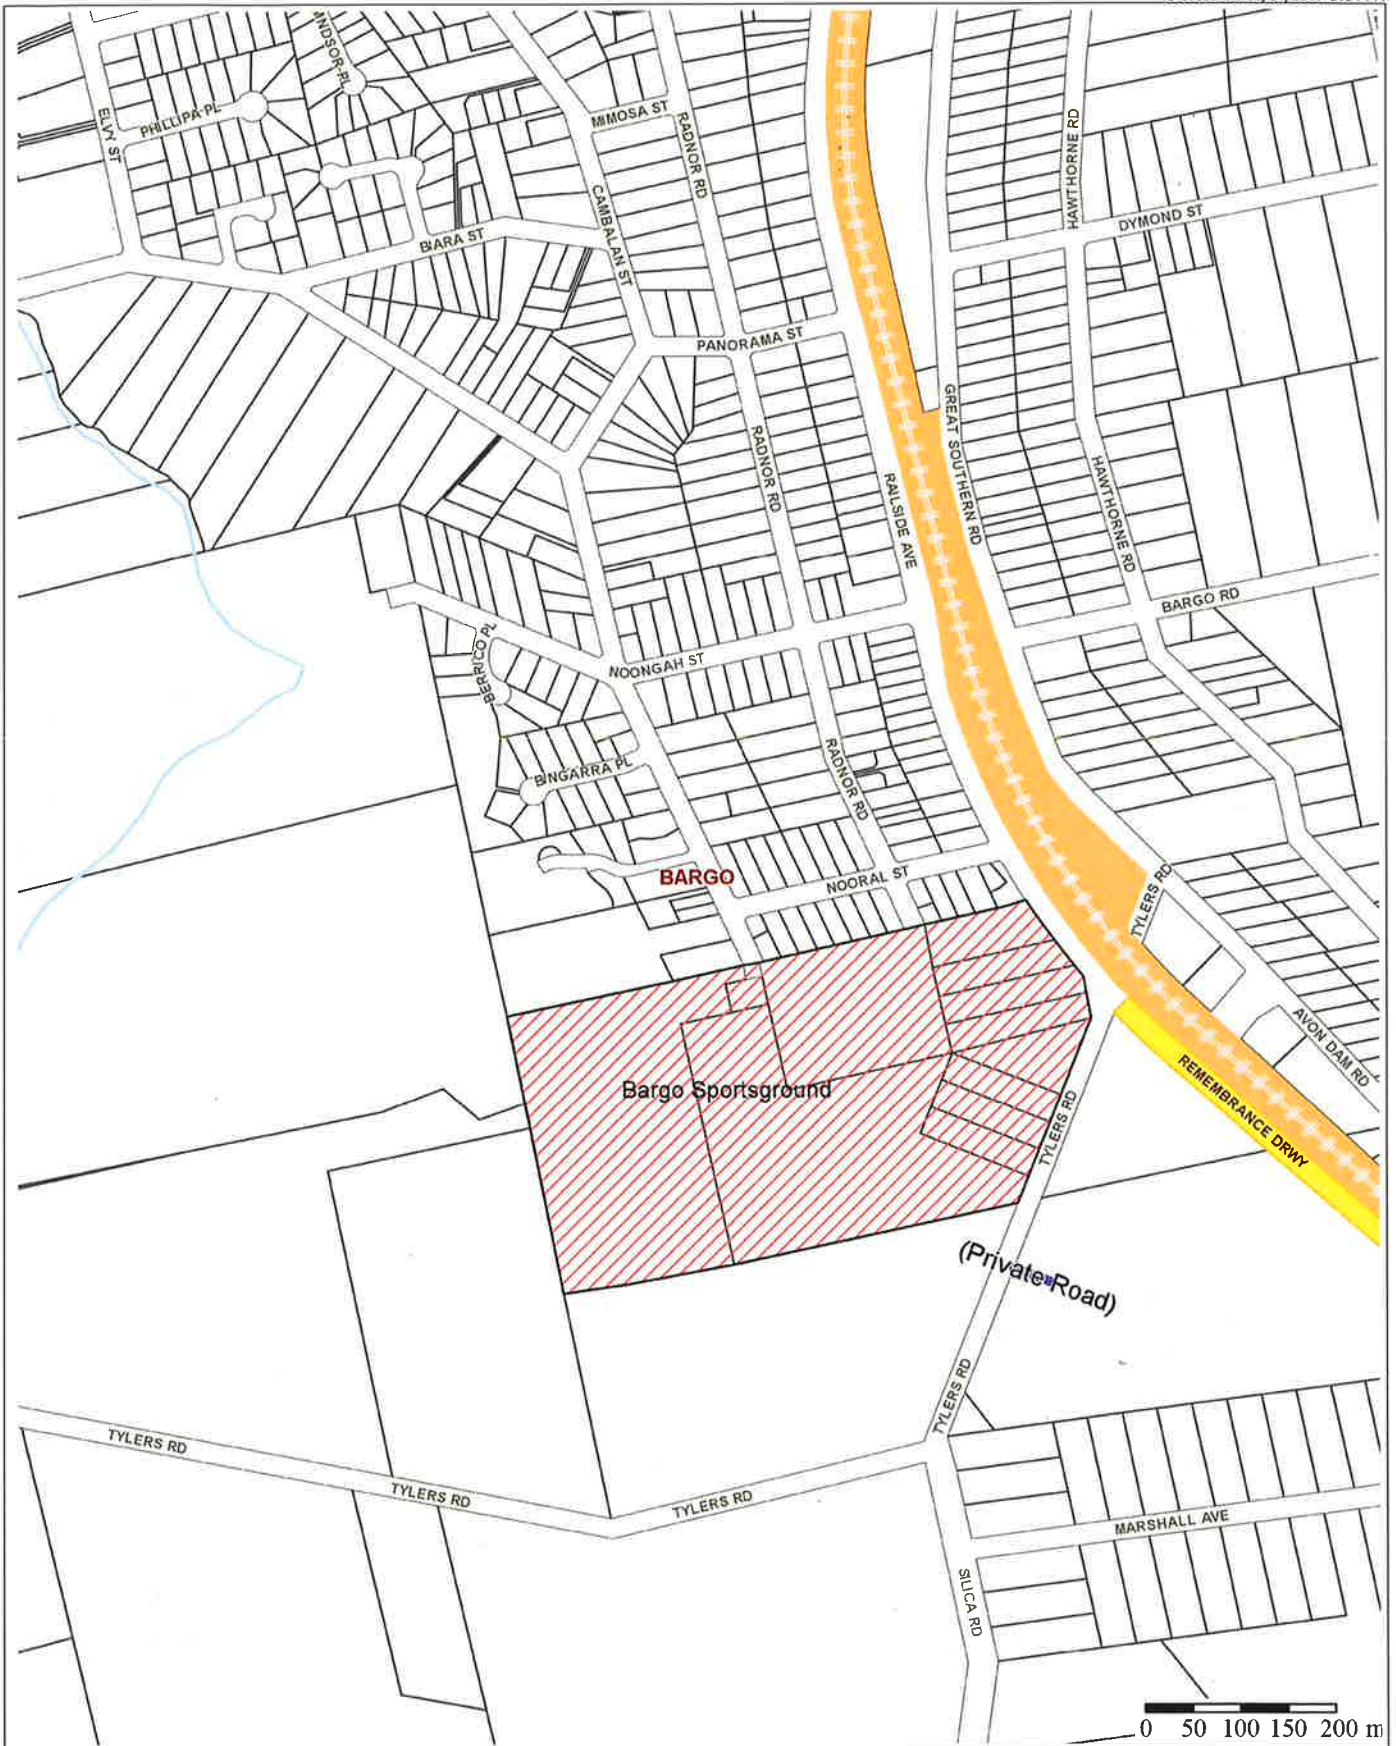 WINDSOR PL
MIMOSA ST
PHILLIPA PL
ELVY ST
RADNOR RD
HAWTHORNE RD
CAMBALAN ST
DYMOND ST
BIARA ST
PANORAMA ST
GREAT SOUTHERN RD
RADNOR RD
RAILSIDE AVE
HAWTHORNE RD
BARGO RD
BERRICO PL
NOONGAH ST
BINGARRA PL
RADNOR RD
BARGO
NOORAL ST
TYLERS RD
AVON DAM RD
Bargo Sportsground
REMEMBRANCE DRWY
TYLERS RD
(Private Road)
TYLERS RD
TYLERS RD
TYLERS RD
TYLERS RD
MARSHALL AVE
SILICA RD
0 50 100 150 200 m